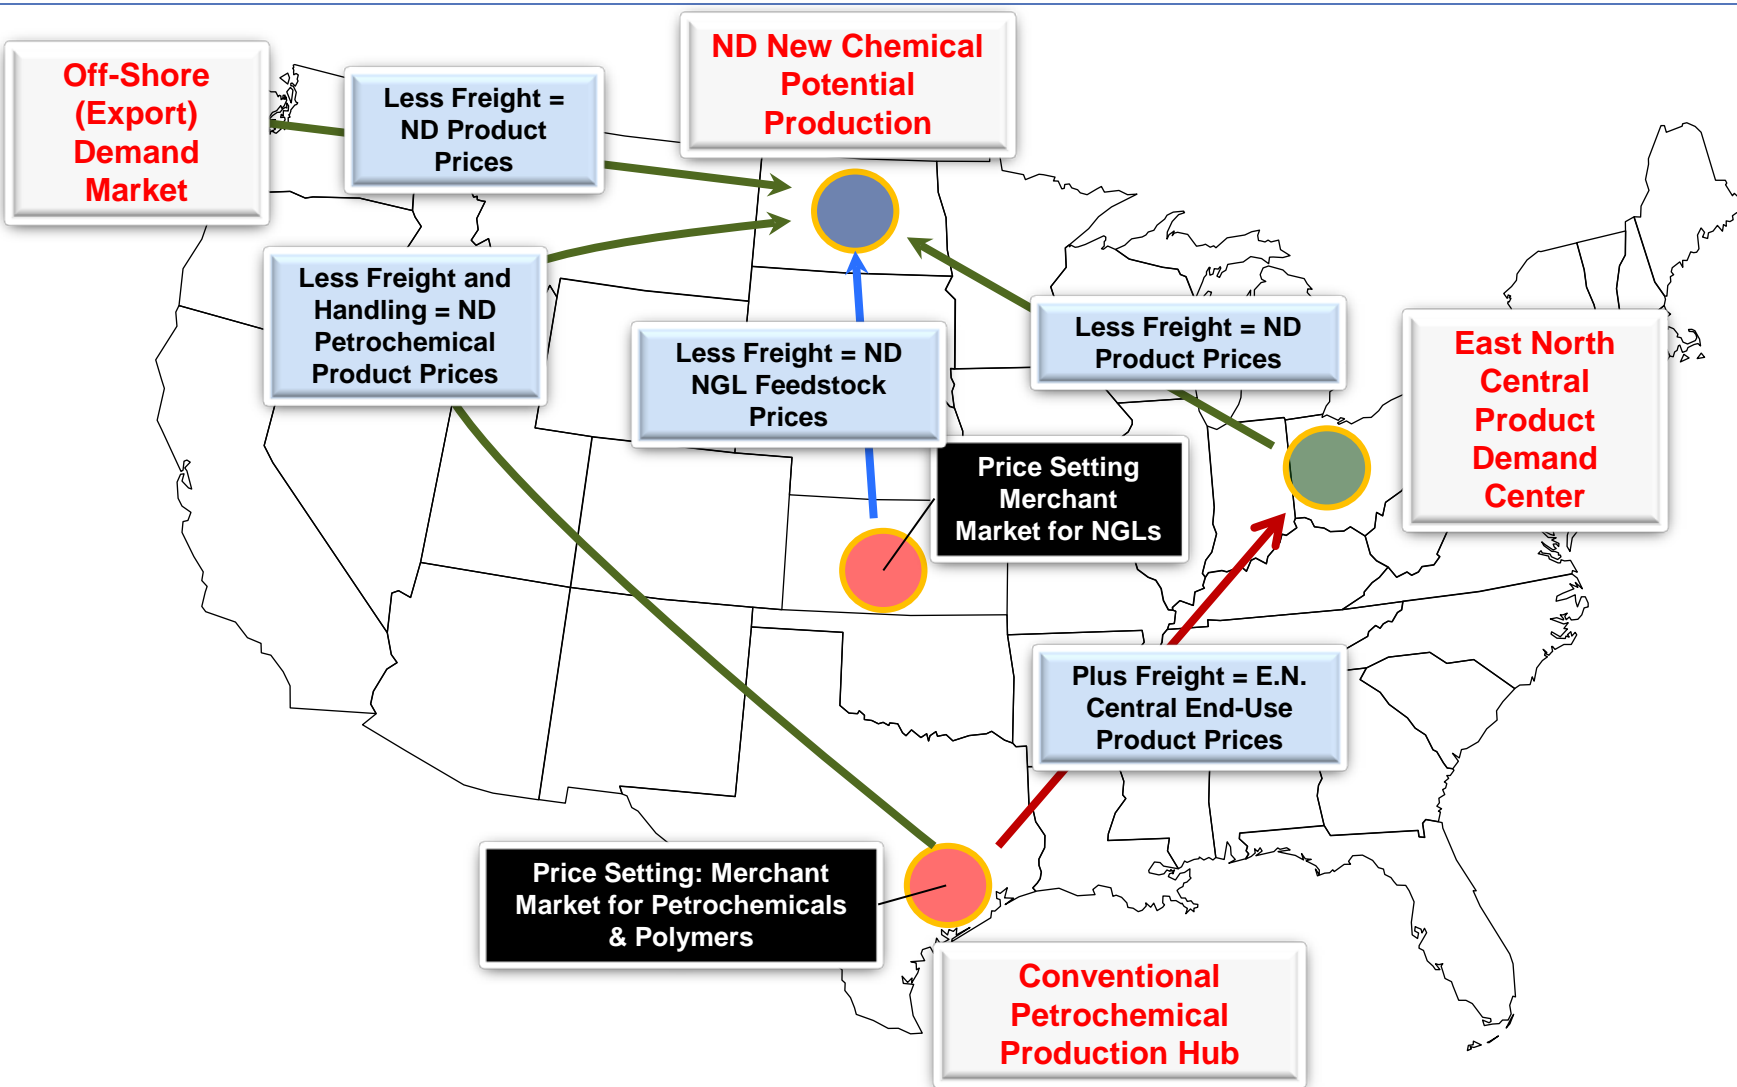 Off-Shore
(Export)
Demand
Market
Less Freight =
ND Product
Prices
ND New Chemical
Potential
Production
Less Freight and
Handling = ND
Petrochemical
Product Prices
Less Freight = ND
NGL Feedstock
Prices
Less Freight = ND
Product Prices
East North
Central
Product
Demand
Center
Price Setting
Merchant
Market for NGLs
Plus Freight = E.N.
Central End-Use
Product Prices
Price Setting: Merchant
Market for Petrochemicals
& Polymers
Conventional
Petrochemical
Production Hub